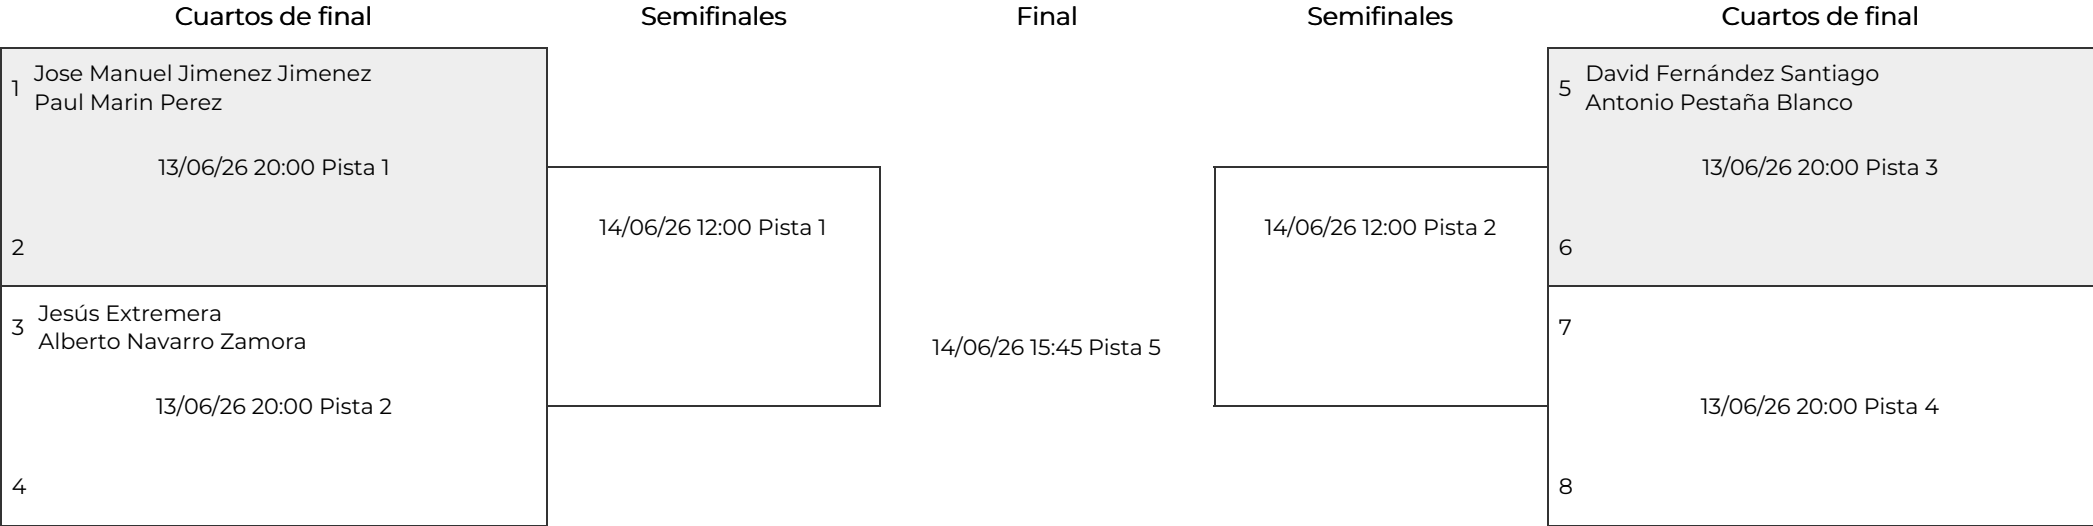 Cuartos de final
Semifinales
Final
Semifinales
Cuartos de final
1
Jose Manuel Jimenez Jimenez
Paul Marin Perez
13/06/26 20:00 Pista 1
2
3
Jesús Extremera
Alberto Navarro Zamora
13/06/26 20:00 Pista 2
4
14/06/26 12:00 Pista 1
14/06/26 15:45 Pista 5
14/06/26 12:00 Pista 2
5
David Fernández Santiago
Antonio Pestaña Blanco
13/06/26 20:00 Pista 3
6
7
13/06/26 20:00 Pista 4
8